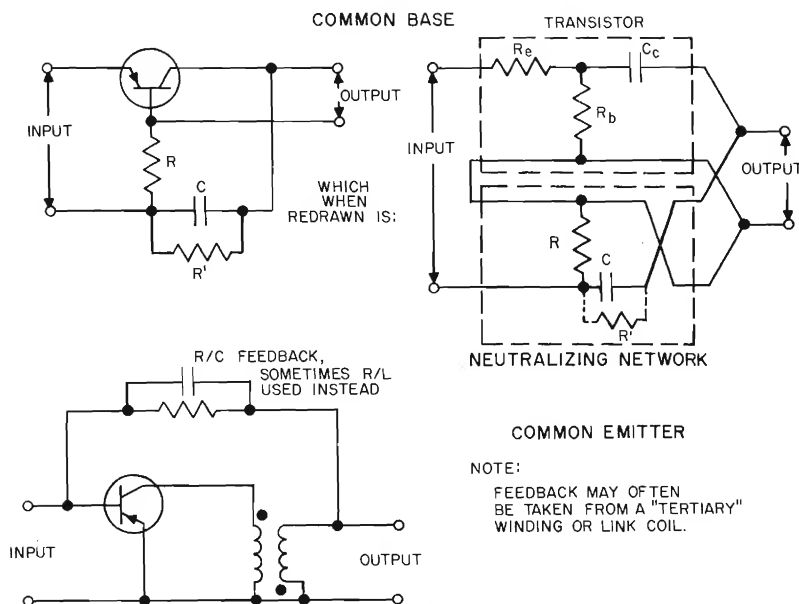 COMMON BASE
TRANSISTOR
INPUT
OUTPUT
R
C
R'
WHICH
WHEN
REDRAWN IS:
Re
Cc
Rb
INPUT
OUTPUT
R
C
R'
NEUTRALIZING NETWORK
R/C FEEDBACK,
SOMETIMES R/L
USED INSTEAD
INPUT
OUTPUT
COMMON EMITTER
NOTE:
FEEDBACK MAY OFTEN
BE TAKEN FROM A "TERTIARY"
WINDING OR LINK COIL.